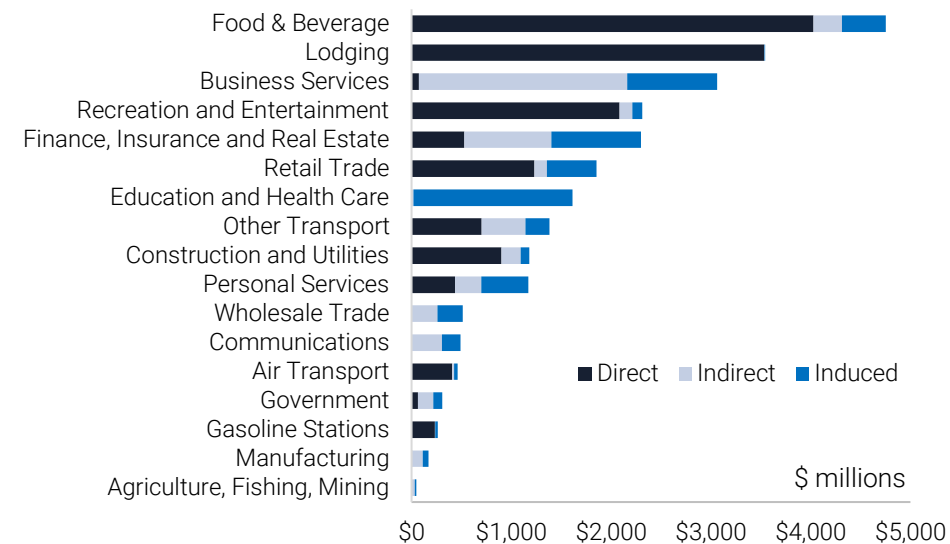 Food & Beverage
Lodging
Business Services
Recreation and Entertainment
Finance, Insurance and Real Estate
Retail Trade
Education and Health Care
Other Transport
Construction and Utilities
Personal Services
Wholesale Trade
Communications
Air Transport
Direct Indirect Induced
Government
Gasoline Stations
Manufacturing
$ millions
Agriculture, Fishing, Mining
$0 $1,000 $2,000 $3,000 $4,000 $5,000